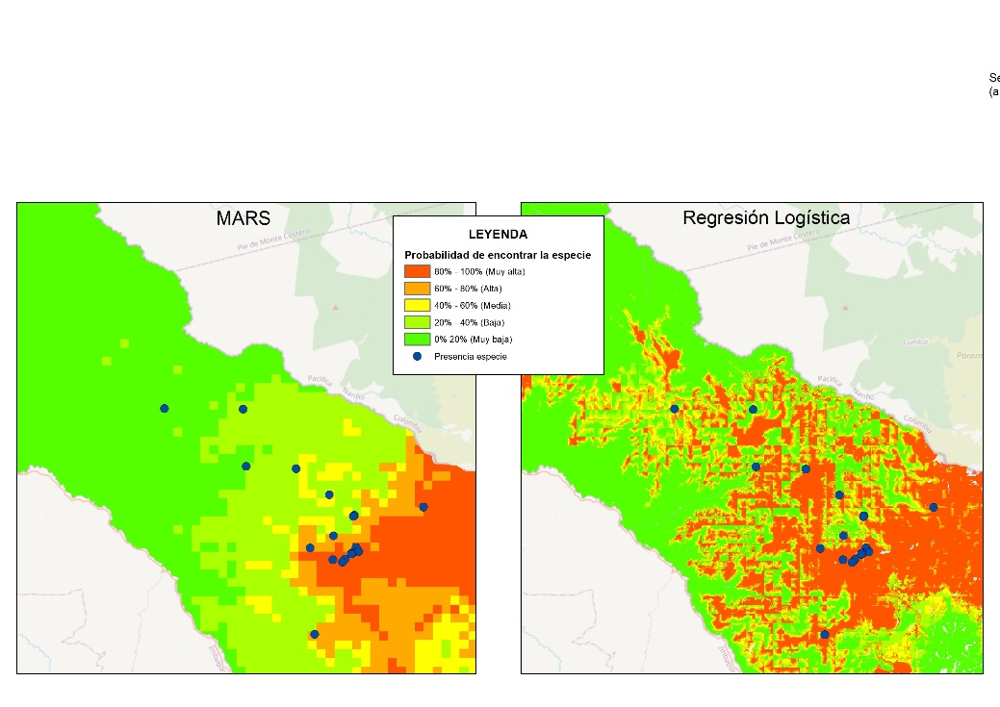 Se
(a
MARS
Regresión Logística
Pie de Monte Costero
Pie de Monte Costero
LEYENDA
Probabilidad de encontrar la especie
80% - 100% (Muy alta)
60% - 80% (Alta)
40% - 60% (Media)
20% - 40% (Baja)
0% 20% (Muy baja)
Presencia especie
Cumbal
Param
Pacífica
Nariño
Colombia
Pacífica
Nariño
Colombia